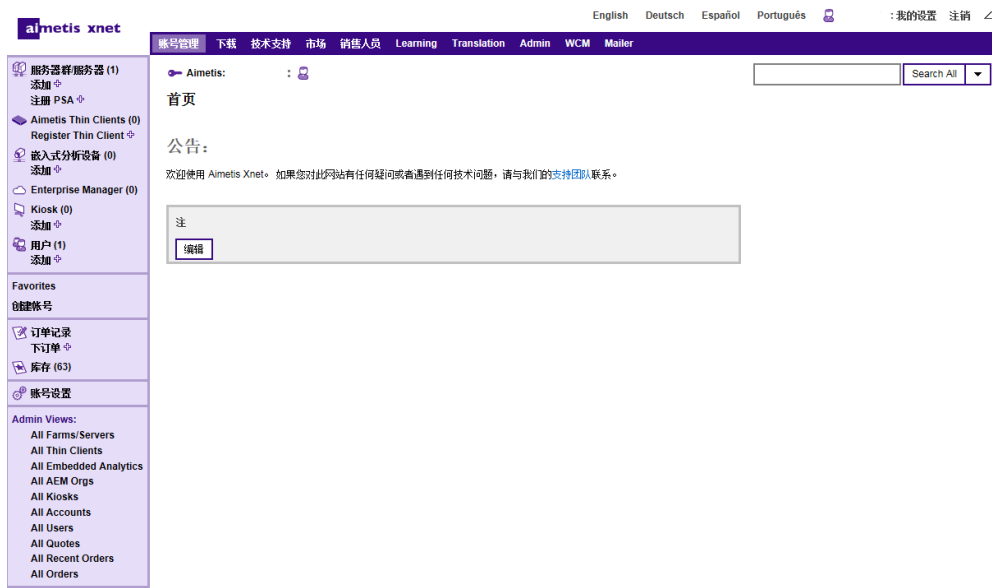 aimetis xnet
English Deutsch Español Português :我的设置 注销
账号管理 下载 技术支持 市场 销售人员 Learning Translation Admin WCM Mailer
服务器群/服务器 (1)
添加
注册 PSA
Aimetis Thin Clients (0)
Register Thin Client
嵌入式分析设备 (0)
添加
Enterprise Manager (0)
Kiosk (0)
添加
用户 (1)
添加
Favorites
创建帐号
订单记录
下订单
库存 (63)
账号设置
Admin Views:
All Farms/Servers
All Thin Clients
All Embedded Analytics
All AEM Orgs
All Kiosks
All Accounts
All Users
All Quotes
All Recent Orders
All Orders
Aimetis: :
Search All
首页
公告:
欢迎使用 Aimetis Xnet。如果您对此网站有任何疑问或者遇到任何技术问题，请与我们的支持团队联系。
注
编辑